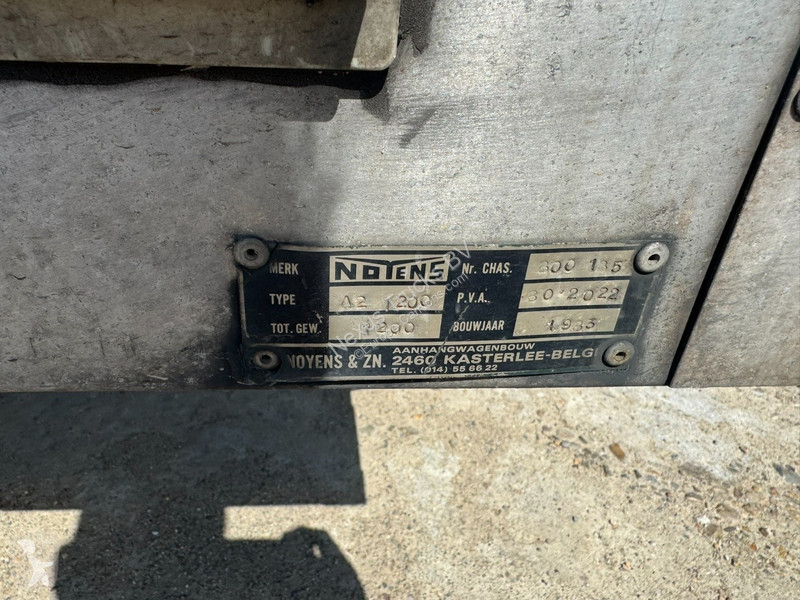 MERK NOYENS Nr. CHAS. 300 135
TYPE A2 1200 P.V.A. 80*2022
TOT. GEW. 1200 BOUWJAAR 1983
NOYENS & ZN. AANHANGWAGENBOUW
2460 KASTERLEE-BELG
TEL. (014) 55 66 22